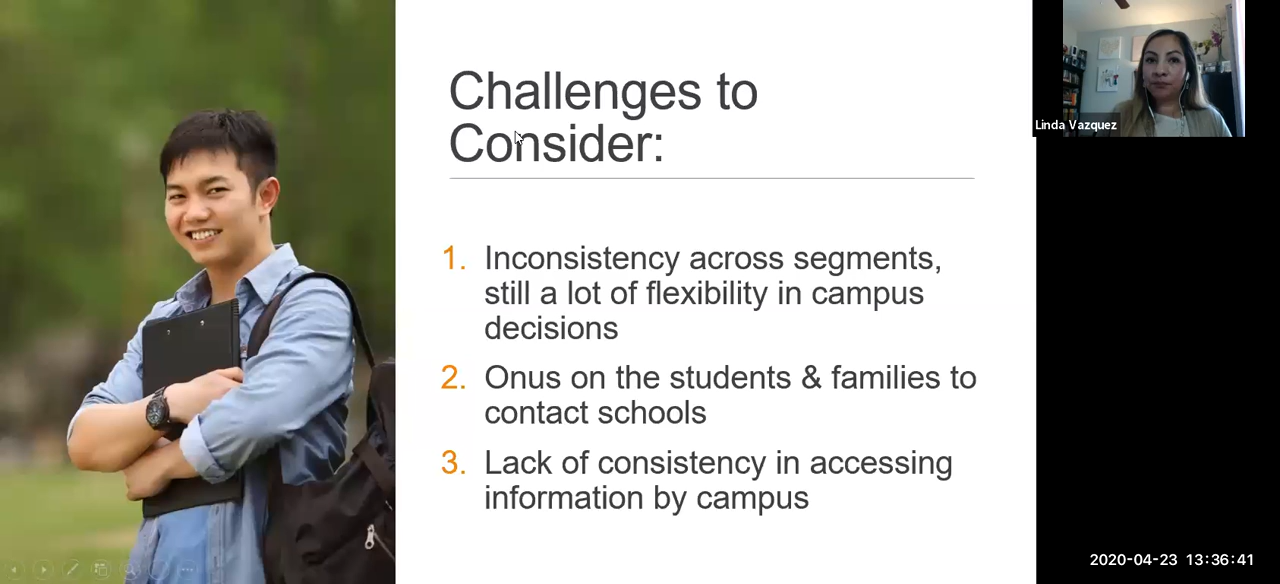 Challenges to
Consider:
1. Inconsistency across segments,
still a lot of flexibility in campus
decisions
2. Onus on the students & families to
contact schools
3. Lack of consistency in accessing
information by campus
Linda Vazquez
2020-04-23 13:36:41